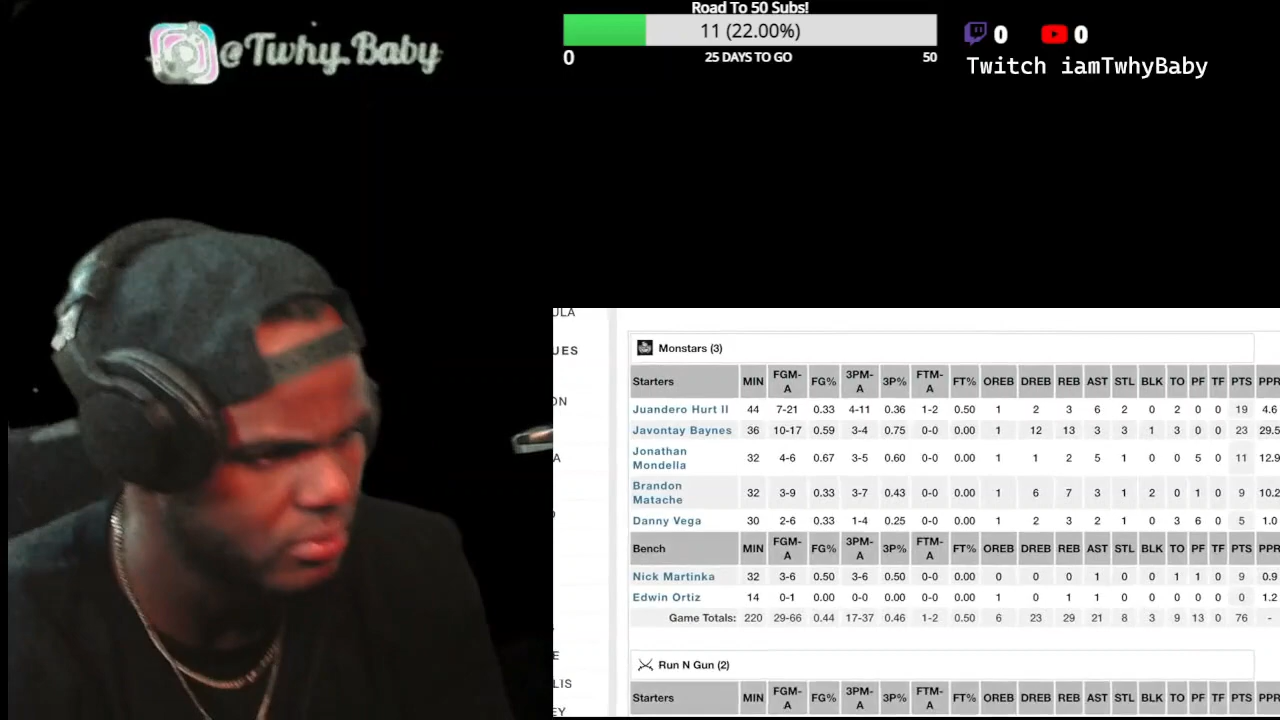 Road To 50 Subs!
@Twhy.Baby
11 (22.00%)
0
25 DAYS TO GO
50
0
0
Twitch iamTwhyBaby
ULA
UES
ON
A
E
LIS
EY
Monstars (3)
Starters MIN FGM-A FG% 3PM-A 3P% FTM-A FT% OREB DREB REB AST STL BLK TO PF TF PTS PPR
Juandero Hurt II 44 7-21 0.33 4-11 0.36 1-2 0.50 1 2 3 6 2 0 2 0 0 19 4.6
Javontay Baynes 36 10-17 0.59 3-4 0.75 0-0 0.00 1 12 13 3 3 1 3 0 0 23 29.5
Jonathan Mondella 32 4-6 0.67 3-5 0.60 0-0 0.00 1 1 2 5 1 0 0 5 0 11 12.9
Brandon Matache 32 3-9 0.33 3-7 0.43 0-0 0.00 1 6 7 3 1 2 0 1 0 9 10.2
Danny Vega 30 2-6 0.33 1-4 0.25 0-0 0.00 1 2 3 2 1 0 3 6 0 5 1.0
Bench MIN FGM-A FG% 3PM-A 3P% FTM-A FT% OREB DREB REB AST STL BLK TO PF TF PTS PPR
Nick Martinka 32 3-6 0.50 3-6 0.50 0-0 0.00 0 0 0 1 0 0 1 1 0 9 0.9
Edwin Ortiz 14 0-1 0.00 0-0 0.00 0-0 0.00 1 0 1 1 0 0 0 0 0 0 1.2
Game Totals: 220 29-66 0.44 17-37 0.46 1-2 0.50 6 23 29 21 8 3 9 13 0 76 -
Run N Gun (2)
Starters MIN FGM-A FG% 3PM-A 3P% FTM-A FT% OREB DREB REB AST STL BLK TO PF TF PTS PPR